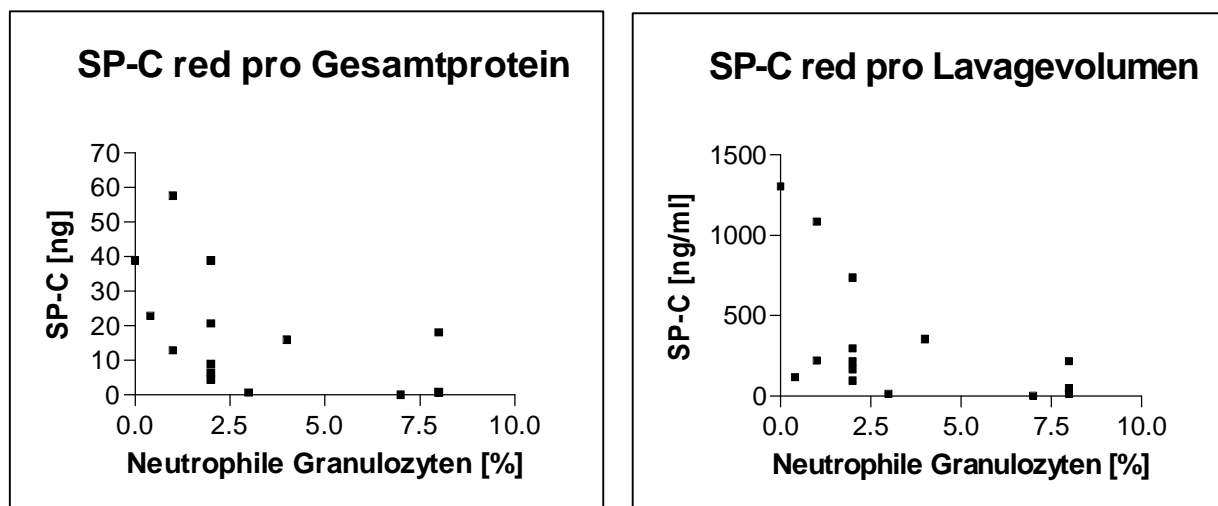 SP-C red pro Gesamtprotein
70
60
50
40
30
20
10
0
SP-C [ng]
0.0 2.5 5.0 7.5 10.0
Neutrophile Granulozyten [%]
SP-C red pro Lavagevolumen
1500
1000
500
0
SP-C [ng/ml]
0.0 2.5 5.0 7.5 10.0
Neutrophile Granulozyten [%]